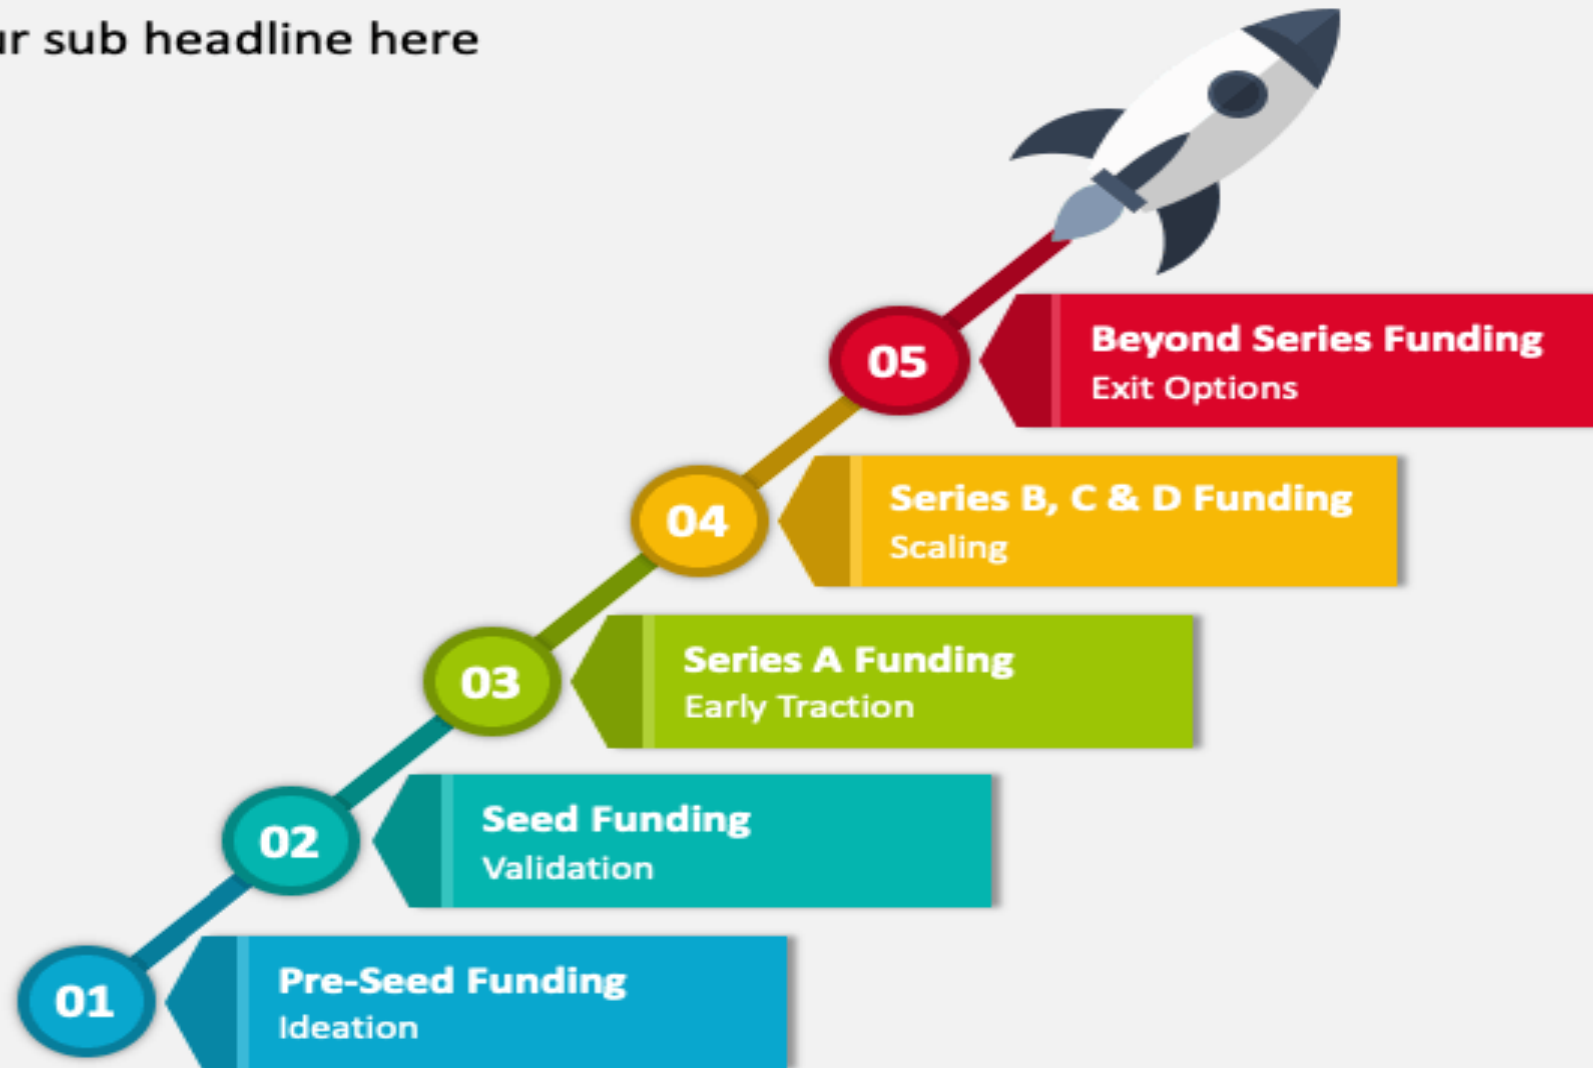 sub headline here
05
Beyond Series Funding
Exit Options
04
Series B, C & D Funding
Scaling
03
Series A Funding
Early Traction
02
Seed Funding
Validation
01
Pre-Seed Funding
Ideation